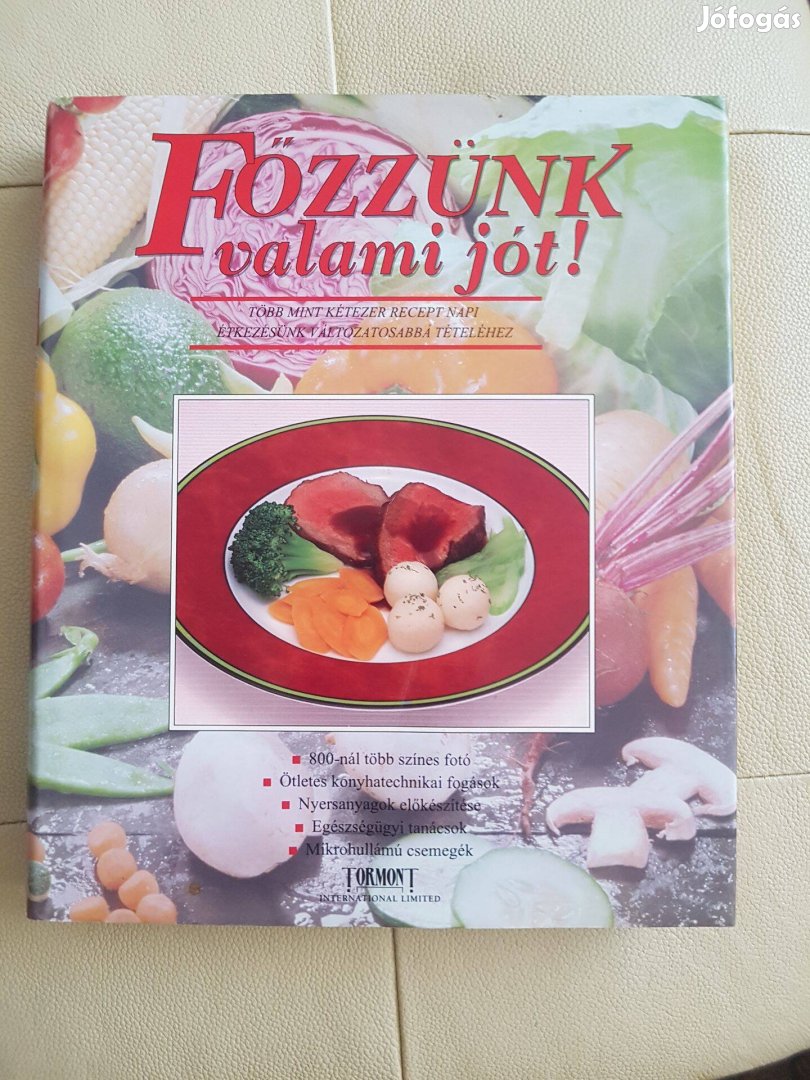 Jófogás
FŐZZÜNK
valami jót!
TÖBB MINT KÉTEZER RECEPT NAPI
ÉTKEZÉSÜNK VÁLTOZATOSABBÁ TÉTELÉHEZ
800-nál több színes fotó
Ötletes konyhatechnikai fogások
Nyersanyagok előkészítése
Egészségügyi tanácsok
Mikrohullámú csemegék
TORMONT
INTERNATIONAL LIMITED